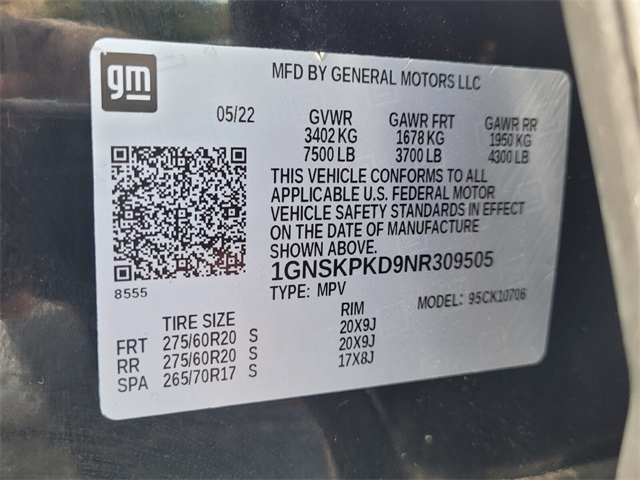 gm
MFD BY GENERAL MOTORS LLC
05/22 GVWR GAWR FRT GAWR RR
3402 KG 1678 KG 1950 KG
7500 LB 3700 LB 4300 LB
THIS VEHICLE CONFORMS TO ALL
APPLICABLE U.S. FEDERAL MOTOR
VEHICLE SAFETY STANDARDS IN EFFECT
ON THE DATE OF MANUFACTURE
SHOWN ABOVE.
1GNSKPKD9NR309505
8555
TYPE: MPV MODEL: 95CK10706
TIRE SIZE RIM
FRT 275/60R20 S 20X9J
RR 275/60R20 S 20X9J
SPA 265/70R17 S 17X8J